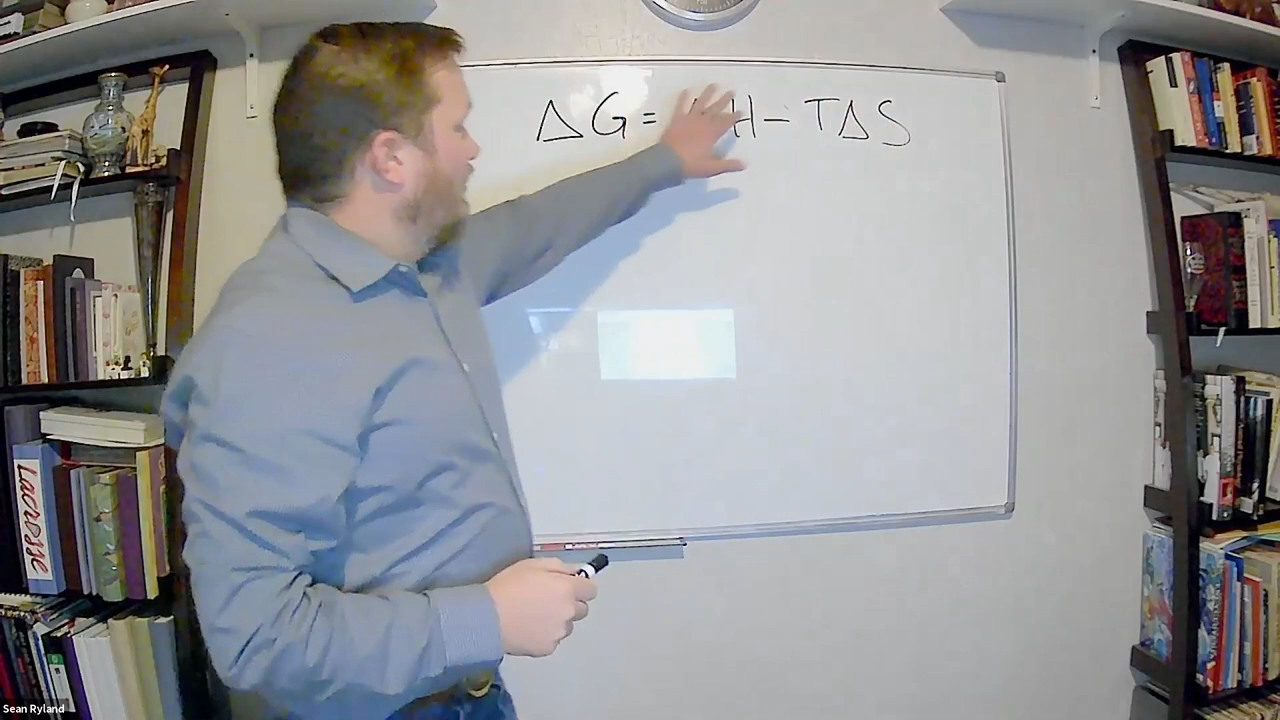 ΔG = H - TΔS
Lacrosse
Sean Ryland